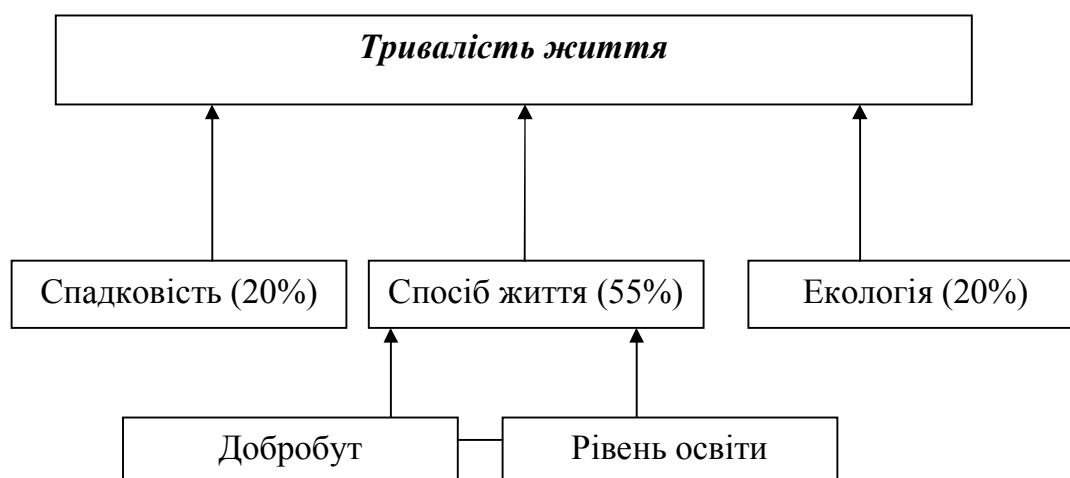 Тривалість життя
Спадковість (20%)
Спосіб життя (55%)
Екологія (20%)
Добробут
Рівень освіти